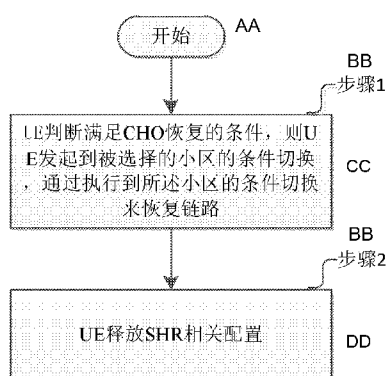 开始
AA
BB
步骤1
UE判断满足CHO恢复的条件，则U
E发起到被选择的小区的条件切换
，通过执行到所述小区的条件切换
来恢复链路
CC
BB
步骤2
UE释放SHR相关配置
DD